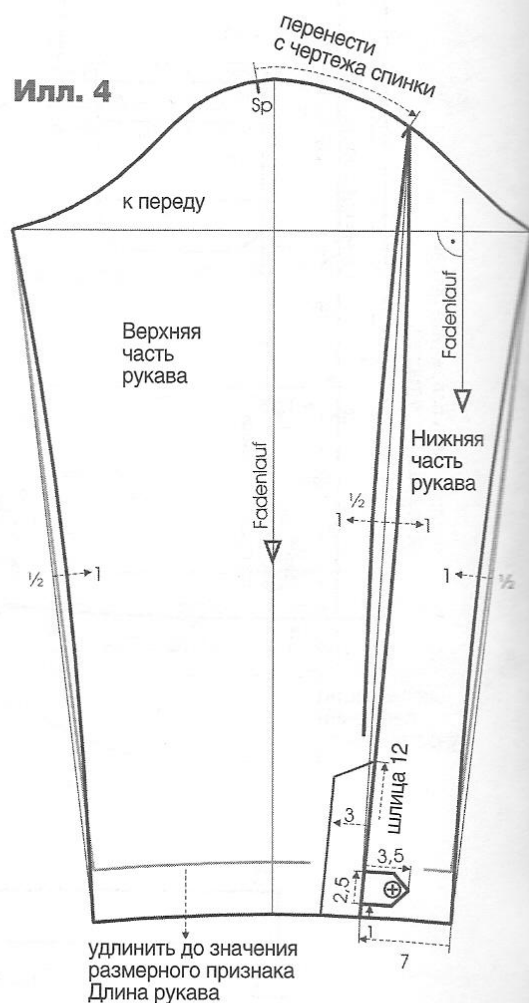 Илл. 4
перенести
с чертежа спинки
Sp
к переду
Fadenlauf
Верхняя
часть
рукава
Fadenlauf
Нижняя
часть
рукава
½
1
1
½
1
1
½
шлица 12
3
3,5
2,5
1
7
удлинить до значения
размерного признака
Длина рукава